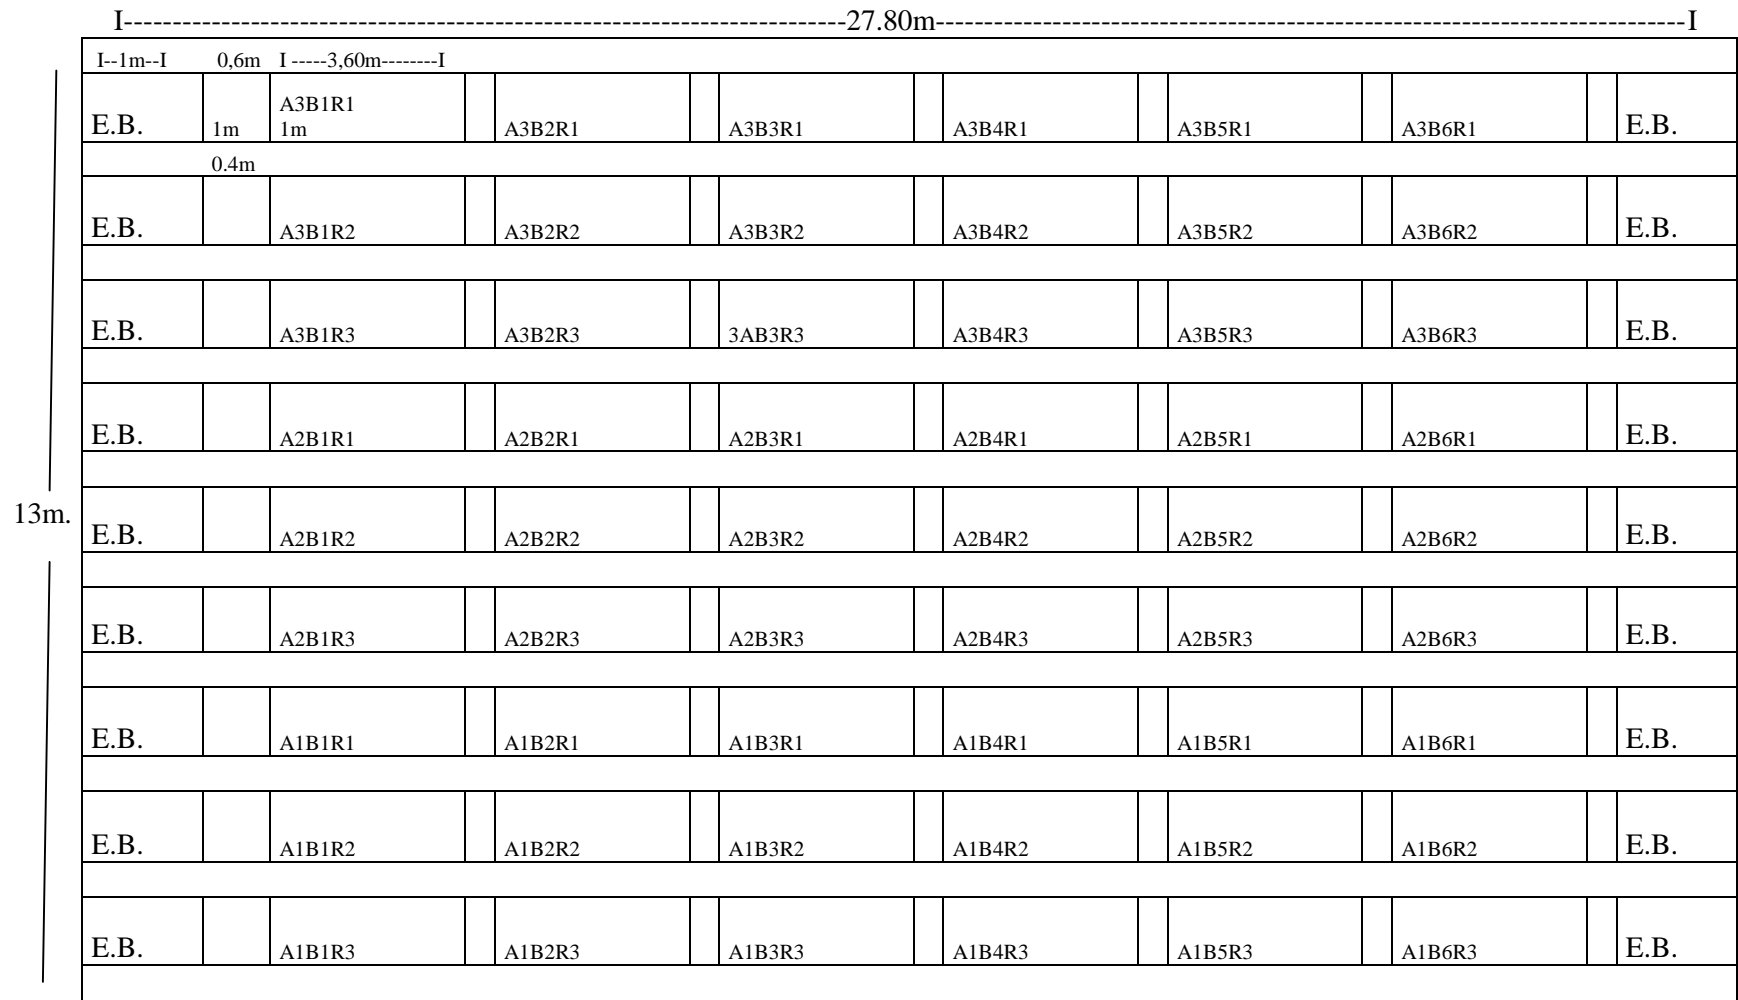 I--------------------------------------------------------------------------27.80m-----------------------------------------------------------------------------I
I--1m--I 0,6m I -----3,60m--------I
A3B1R1
E.B. 1m 1m A3B2R1 A3B3R1 A3B4R1 A3B5R1 A3B6R1 E.B.
0.4m
E.B. A3B1R2 A3B2R2 A3B3R2 A3B4R2 A3B5R2 A3B6R2 E.B.
E.B. A3B1R3 A3B2R3 3AB3R3 A3B4R3 A3B5R3 A3B6R3 E.B.
E.B. A2B1R1 A2B2R1 A2B3R1 A2B4R1 A2B5R1 A2B6R1 E.B.
13m.
E.B. A2B1R2 A2B2R2 A2B3R2 A2B4R2 A2B5R2 A2B6R2 E.B.
E.B. A2B1R3 A2B2R3 A2B3R3 A2B4R3 A2B5R3 A2B6R3 E.B.
E.B. A1B1R1 A1B2R1 A1B3R1 A1B4R1 A1B5R1 A1B6R1 E.B.
E.B. A1B1R2 A1B2R2 A1B3R2 A1B4R2 A1B5R2 A1B6R2 E.B.
E.B. A1B1R3 A1B2R3 A1B3R3 A1B4R3 A1B5R3 A1B6R3 E.B.